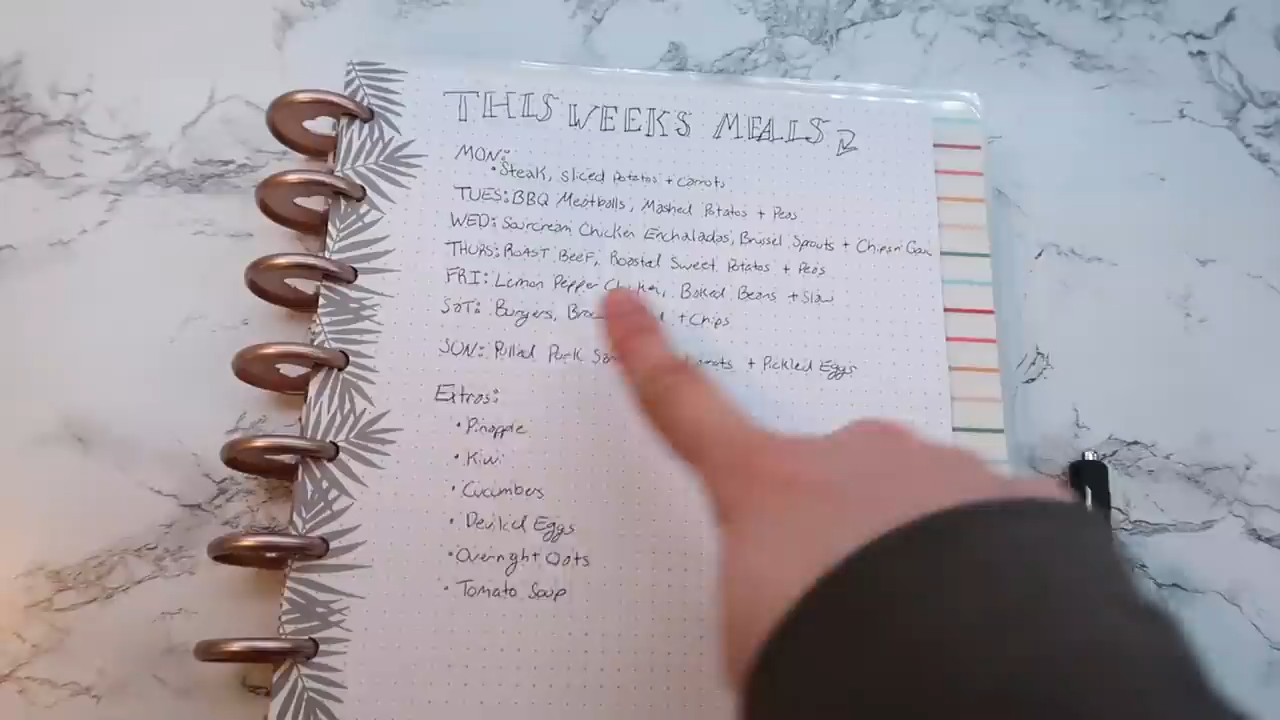 THIS WEEKS MEALS
MON:
• Steak, sliced Potatos + Carrots
TUES: BBQ Meatballs, Mashed Potatos + Peas
WED: Sourcream Chicken Enchaladas, Brussel Sprouts + Chips n
THURS: ROAST BEEF, Roasted Sweet Potatos + Peas
FRI: Lemon Pepper Chicken, Baked Beans + Slaw
SAT: Burgers, + Chips
SUN: Pulled Pork + Pickled Eggs
Extras:
• Pinapple
• Kiwi
• Cucumbers
• Deviled Eggs
• Overnight Oats
• Tomato Soup